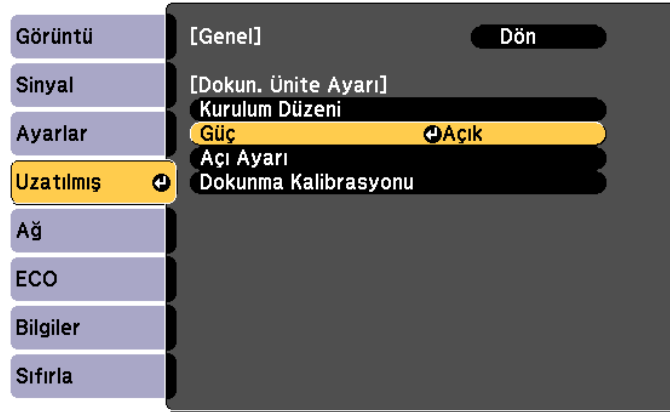 Görüntü
Sinyal
Ayarlar
Uzatılmış
Ağ
ECO
Bilgiler
Sıfırla
[Genel] Dön
[Dokun. Ünite Ayarı]
Kurulum Düzeni
Güç Açık
Açı Ayarı
Dokunma Kalibrasyonu